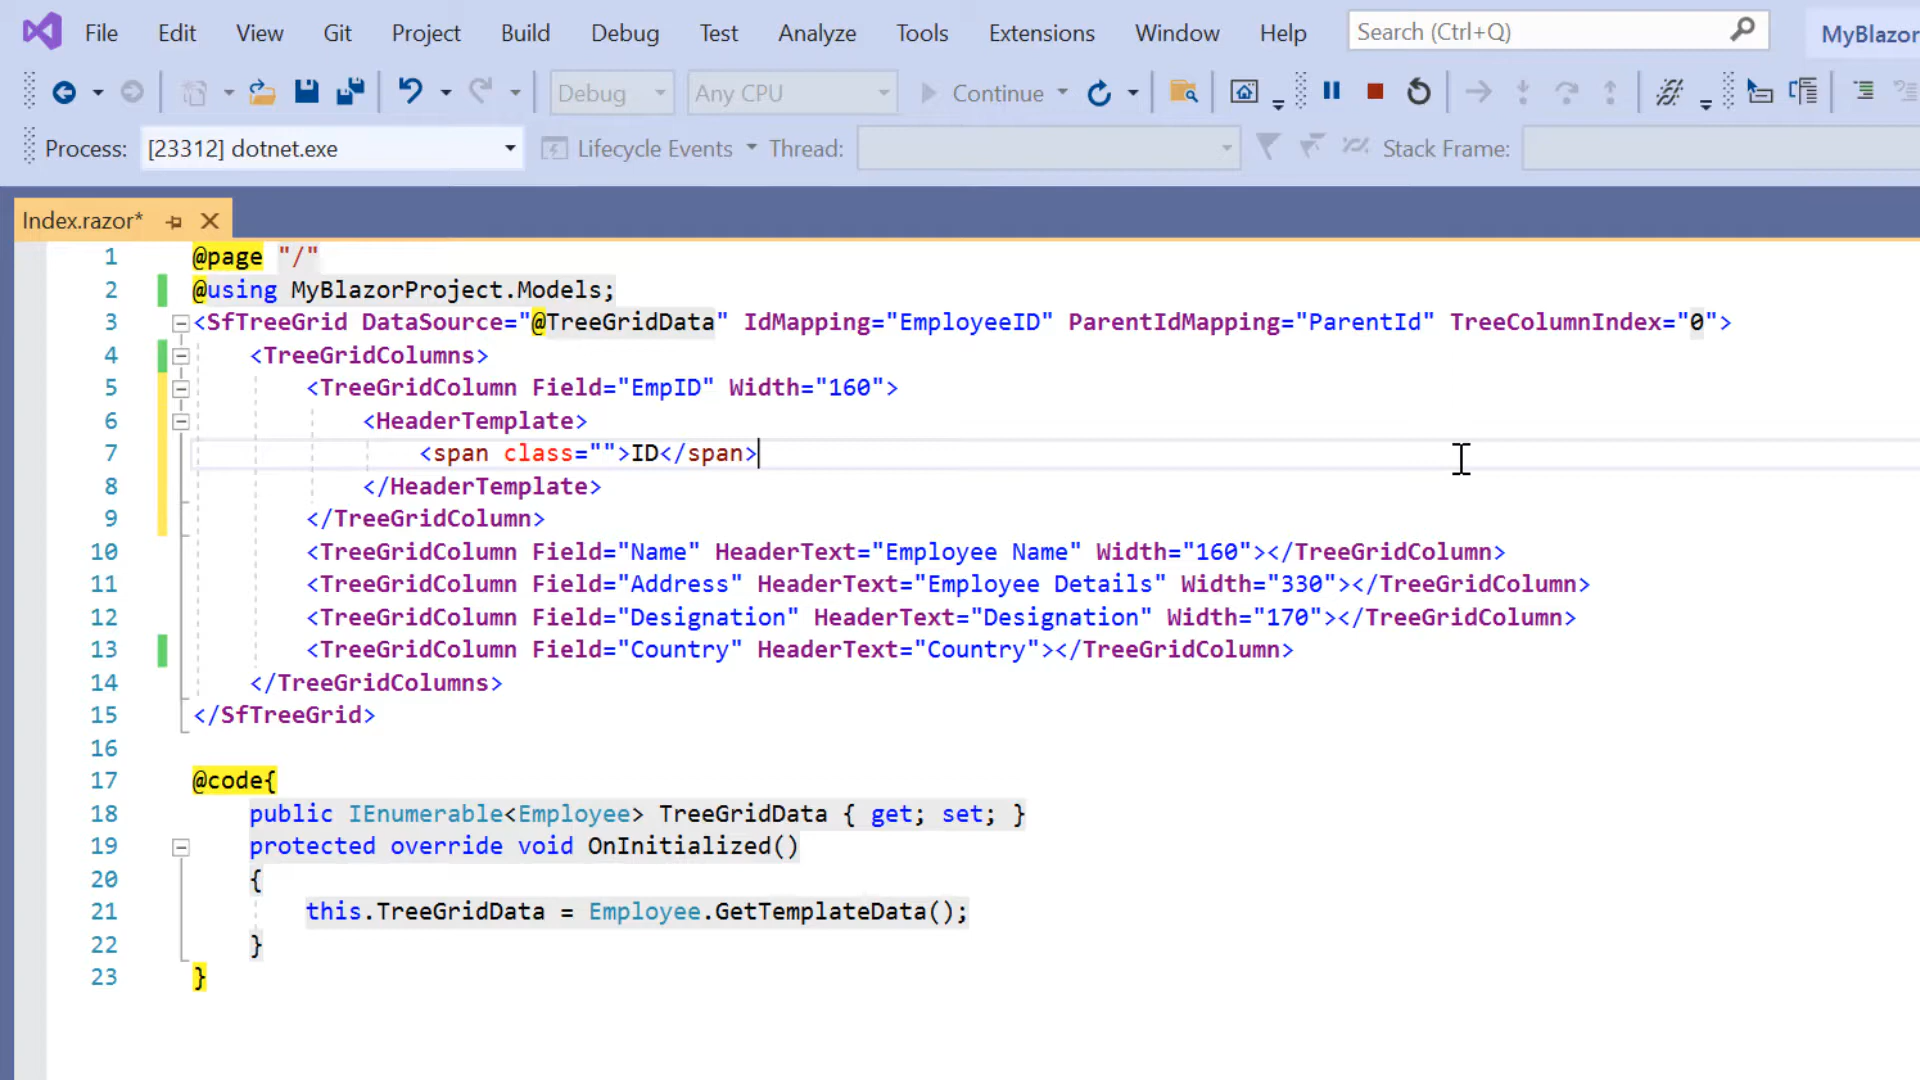 File Edit View Git Project Build Debug Test Analyze Tools Extensions Window Help Search (Ctrl+Q) MyBlazor
Debug Any CPU Continue
Process: [23312] dotnet.exe Lifecycle Events Thread: Stack Frame:
Index.razor*
1 @page "/"
2 @using MyBlazorProject.Models;
3 <SfTreeGrid DataSource="@TreeGridData" IdMapping="EmployeeID" ParentIdMapping="ParentId" TreeColumnIndex="0">
4 <TreeGridColumns>
5 <TreeGridColumn Field="EmpID" Width="160">
6 <HeaderTemplate>
7 <span class="">ID</span>
8 </HeaderTemplate>
9 </TreeGridColumn>
10 <TreeGridColumn Field="Name" HeaderText="Employee Name" Width="160"></TreeGridColumn>
11 <TreeGridColumn Field="Address" HeaderText="Employee Details" Width="330"></TreeGridColumn>
12 <TreeGridColumn Field="Designation" HeaderText="Designation" Width="170"></TreeGridColumn>
13 <TreeGridColumn Field="Country" HeaderText="Country"></TreeGridColumn>
14 </TreeGridColumns>
15 </SfTreeGrid>
16
17 @code{
18 public IEnumerable<Employee> TreeGridData { get; set; }
19 protected override void OnInitialized()
20 {
21 this.TreeGridData = Employee.GetTemplateData();
22 }
23 }